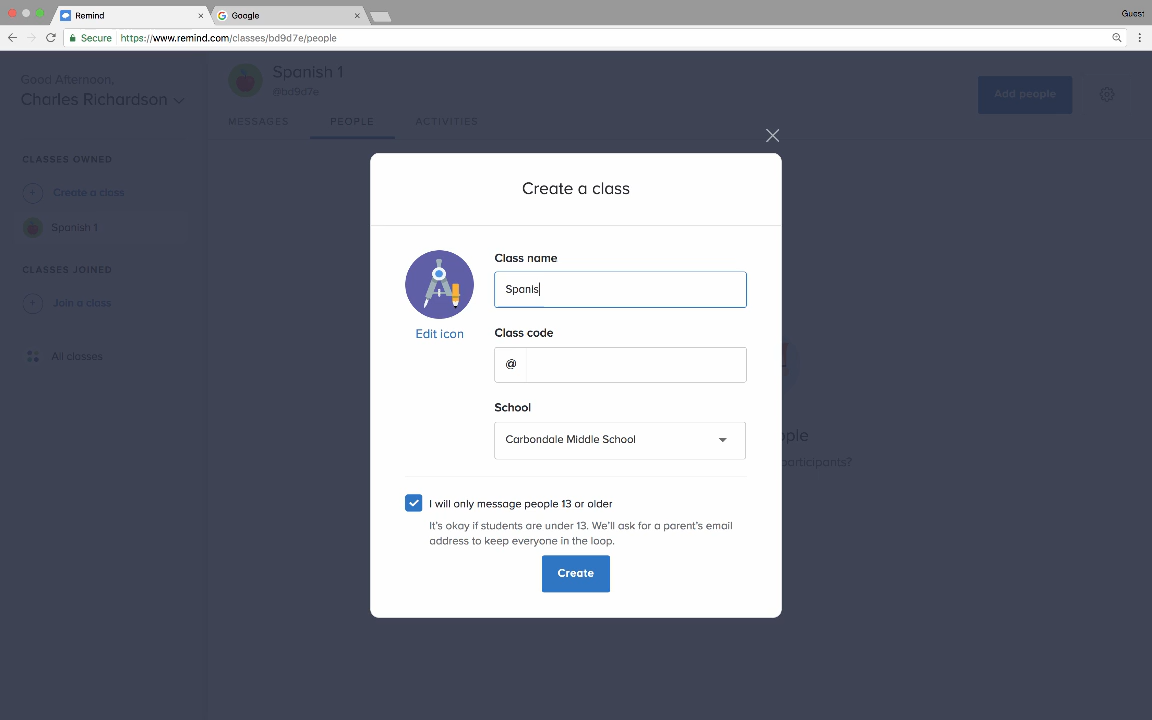 Remind
Google
Guest
Secure https://www.remind.com/classes/bd9d7e/people
Good Afternoon,
Charles Richardson
CLASSES OWNED
Create a class
Spanish 1
CLASSES JOINED
Join a class
All classes
Spanish 1
@bd9d7e
MESSAGES PEOPLE ACTIVITIES
Add people
Create a class
Edit icon
Class name
Spanis
Class code
@
School
Carbondale Middle School
I will only message people 13 or older
It's okay if students are under 13. We'll ask for a parent's email
address to keep everyone in the loop.
Create
participants?